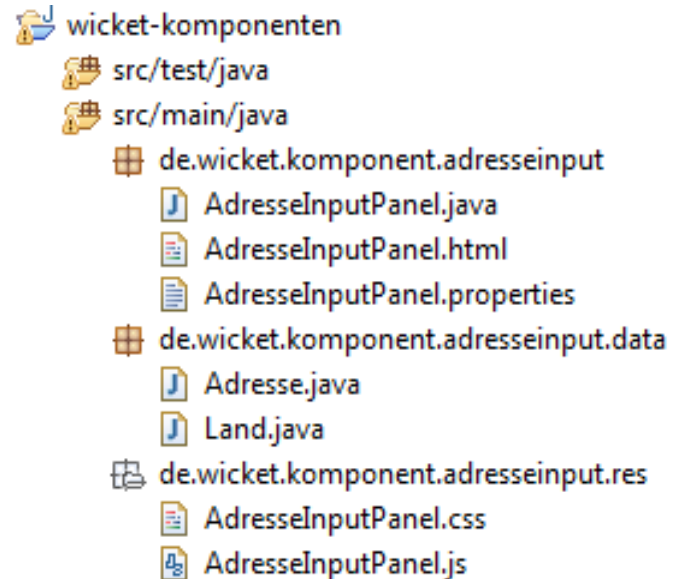 wicket-komponenten
src/test/java
src/main/java
de.wicket.komponent.adresseinput
AdresseInputPanel.java
AdresseInputPanel.html
AdresseInputPanel.properties
de.wicket.komponent.adresseinput.data
Adresse.java
Land.java
de.wicket.komponent.adresseinput.res
AdresseInputPanel.css
AdresseInputPanel.js